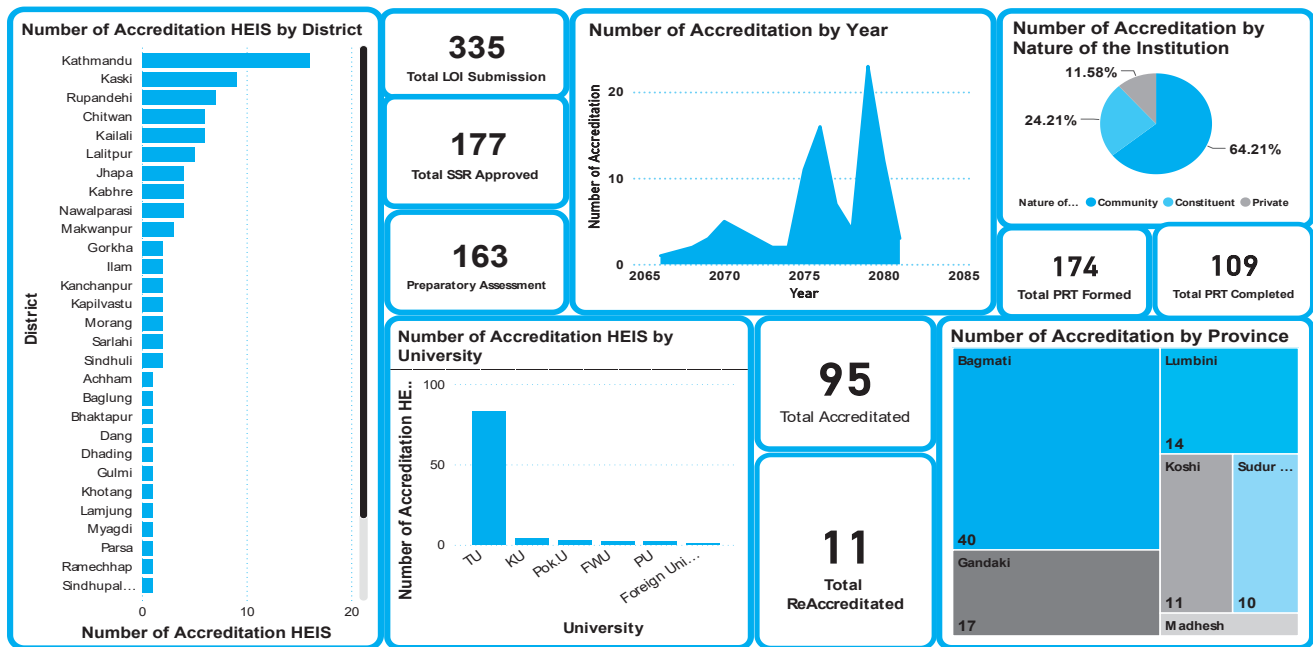 Number of Accreditation HEIS by District
Kathmandu
Kaski
Rupandehi
Chitwan
Kailali
Lalitpur
Jhapa
Kabhre
Nawalparasi
Makwanpur
Gorkha
Ilam
Kanchanpur
Kapilvastu
Morang
Sarlahi
Sindhuli
Achham
Baglung
Bhaktapur
Dang
Dhading
Gulmi
Khotang
Lamjung
Myagdi
Parsa
Ramechhap
Sindhupal...
District
0 10 20
Number of Accreditation HEIS
335
Total LOI Submission
177
Total SSR Approved
163
Preparatory Assessment
Number of Accreditation by Year
Number of Accreditation
20
10
0
2065 2070 2075 2080 2085
Year
Number of Accreditation by
Nature of the Institution
11.58%
24.21%
64.21%
Nature of... Community Constituent Private
174
Total PRT Formed
109
Total PRT Completed
Number of Accreditation HEIS by
University
Number of Accreditation HE..
100
50
0
TU KU Pok.U FWU PU Foreign Uni...
University
95
Total Accreditated
11
Total
ReAccreditated
Number of Accreditation by Province
Bagmati
40
Gandaki
17
Lumbini
14
Koshi
11
Sudur ...
10
Madhesh